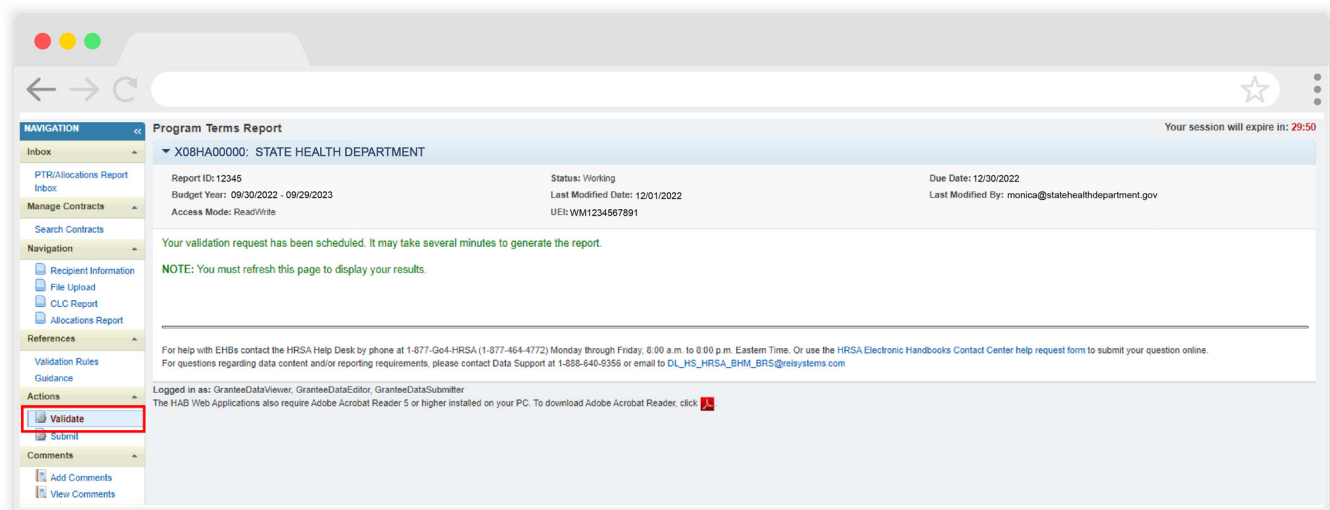 NAVIGATION «
Inbox
PTR/Allocations Report
Inbox
Manage Contracts
Search Contracts
Navigation
Recipient Information
File Upload
CLC Report
Allocations Report
References
Validation Rules
Guidance
Actions
Validate
Submit
Comments
Add Comments
View Comments
Program Terms Report
Your session will expire in: 29:50
X08HA00000: STATE HEALTH DEPARTMENT
Report ID: 12345 Status: Working Due Date: 12/30/2022
Budget Year: 09/30/2022 - 09/29/2023 Last Modified Date: 12/01/2022 Last Modified By: monica@statehealthdepartment.gov
Access Mode: ReadWrite UEI: WM1234567891
Your validation request has been scheduled. It may take several minutes to generate the report.
NOTE: You must refresh this page to display your results.
For help with EHBs contact the HRSA Help Desk by phone at 1-877-Go4-HRSA (1-877-464-4772) Monday through Friday, 8:00 a.m. to 8:00 p.m. Eastern Time. Or use the HRSA Electronic Handbooks Contact Center help request form to submit your question online.
For questions regarding data content and/or reporting requirements, please contact Data Support at 1-888-640-9356 or email to DL_HS_HRSA_BHM_BRS@reisystems.com
Logged in as: GranteeDataViewer, GranteeDataEditor, GranteeDataSubmitter
The HAB Web Applications also require Adobe Acrobat Reader 5 or higher installed on your PC. To download Adobe Acrobat Reader, click .